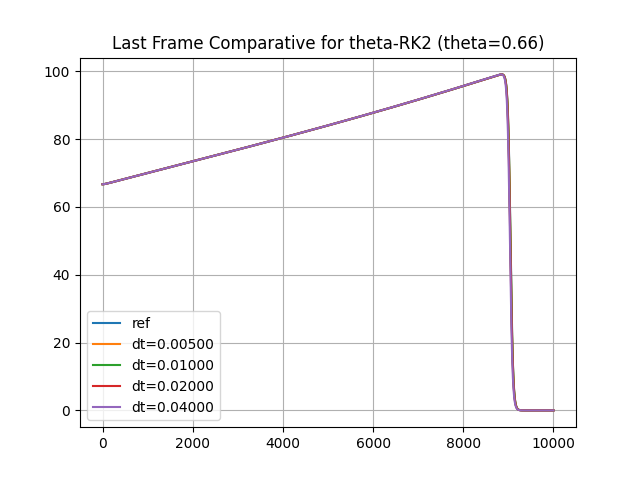 Last Frame Comparative for theta-RK2 (theta=0.66)
100
80
60
40
20
0
ref
dt=0.00500
dt=0.01000
dt=0.02000
dt=0.04000
0 2000 4000 6000 8000 10000